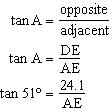 tan A = opposite / adjacent
tan A = DE / AE
tan 51° = 24.1 / AE